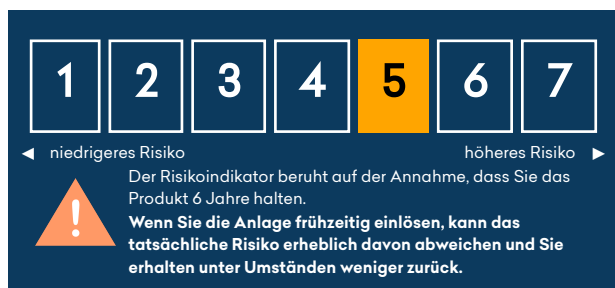 1 2 3 4 5 6 7
◄ niedrigeres Risiko höheres Risiko ►
Der Risikoindikator beruht auf der Annahme, dass Sie das
Produkt 6 Jahre halten.
!
Wenn Sie die Anlage frühzeitig einlösen, kann das
tatsächliche Risiko erheblich davon abweichen und Sie
erhalten unter Umständen weniger zurück.